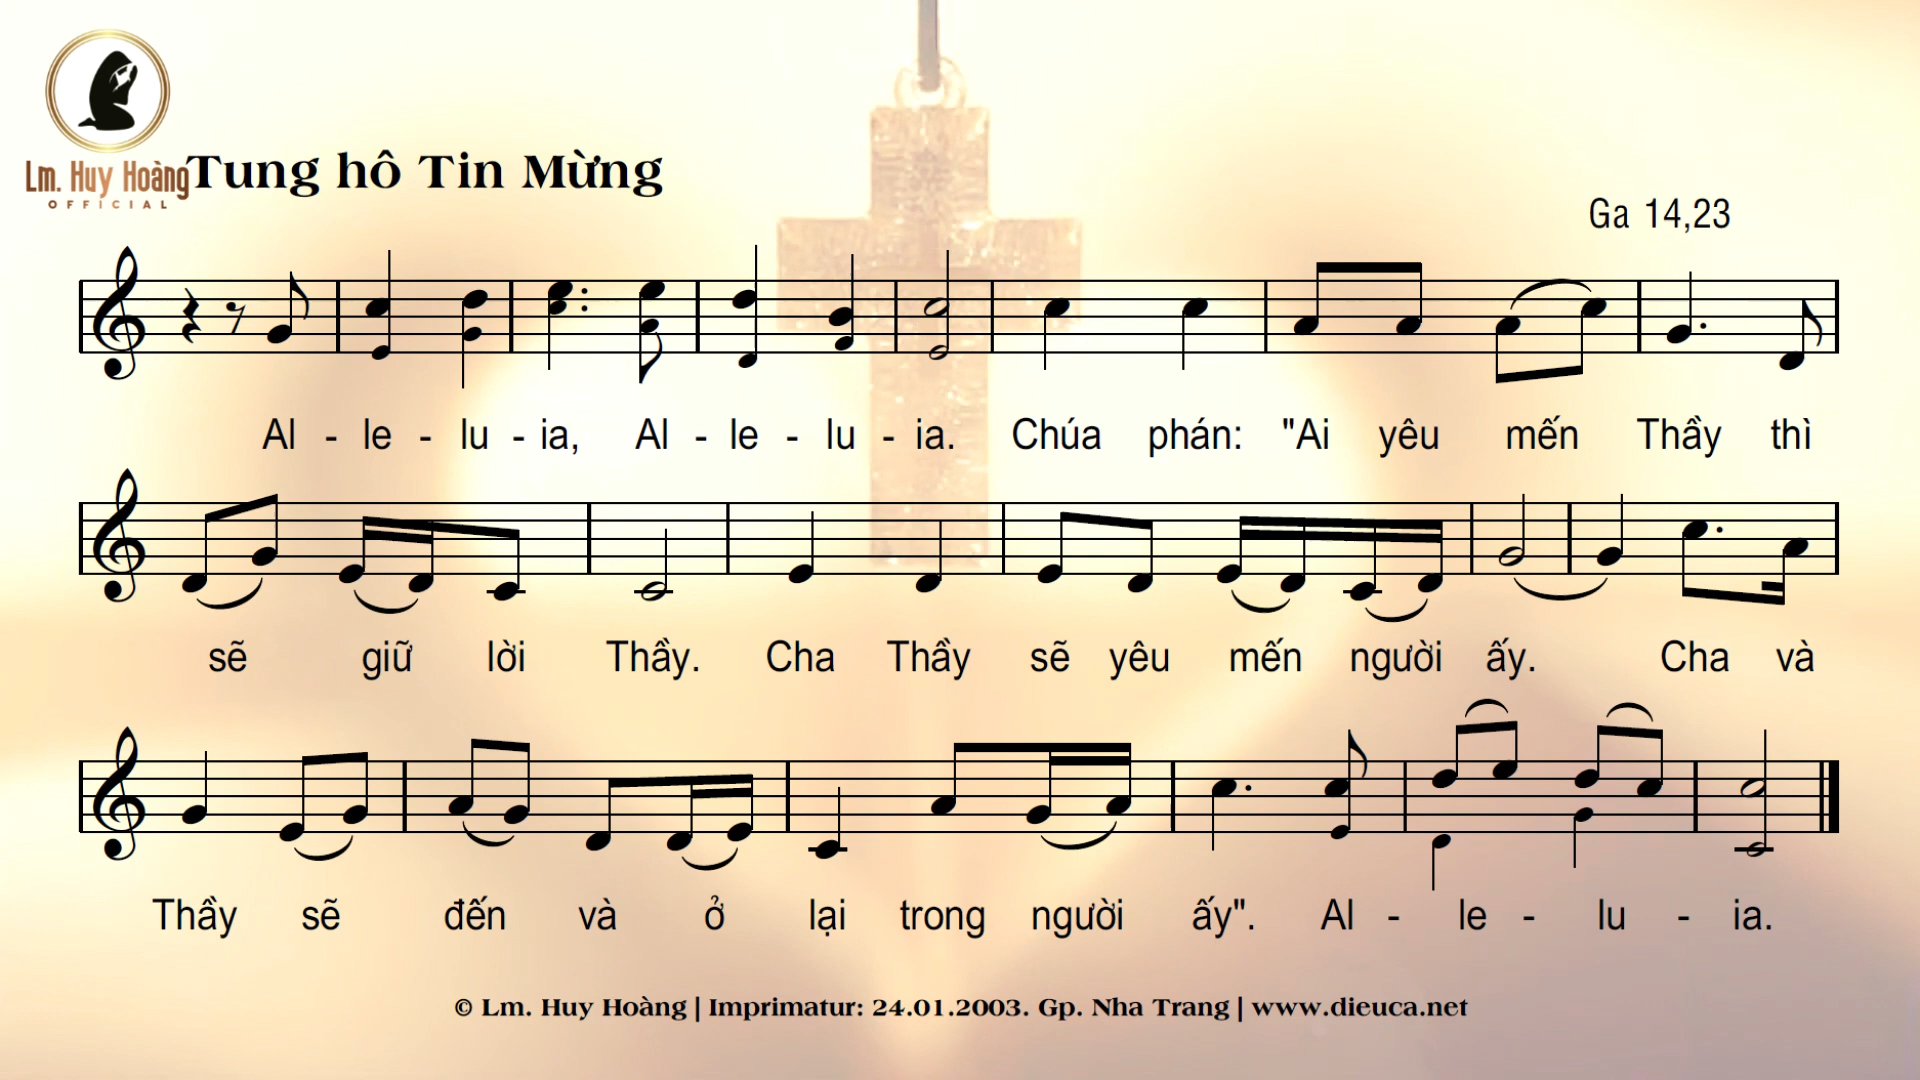 Lm. Huy Hoàng
OFFICIAL
Tung hô Tin Mừng
Ga 14,23
Al - le - lu - ia, Al - le - lu - ia. Chúa phán: "Ai yêu mến Thầy thì
sẽ giữ lời Thầy. Cha Thầy sẽ yêu mến người ấy. Cha và
Thầy sẽ đến và ở lại trong người ấy". Al - le - lu - ia.
© Lm. Huy Hoàng | Imprimatur: 24.01.2003. Gp. Nha Trang | www.dieuca.net